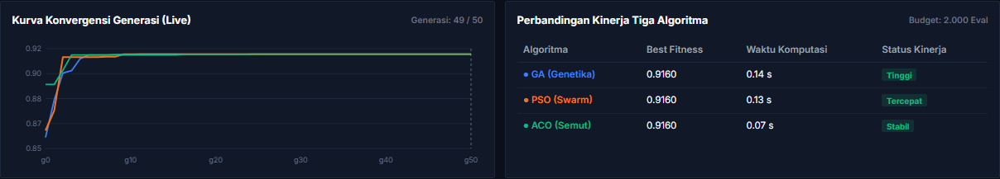 Kurva Konvergensi Generasi (Live)
Generasi: 49 / 50
0.92
0.90
0.88
0.87
0.85
g0 g10 g20 g30 g40 g50
Perbandingan Kinerja Tiga Algoritma
Budget: 2.000 Eval
Algoritma Best Fitness Waktu Komputasi Status Kinerja
● GA (Genetika) 0.9160 0.14 s Tinggi
● PSO (Swarm) 0.9160 0.13 s Tercepat
● ACO (Semut) 0.9160 0.07 s Stabil